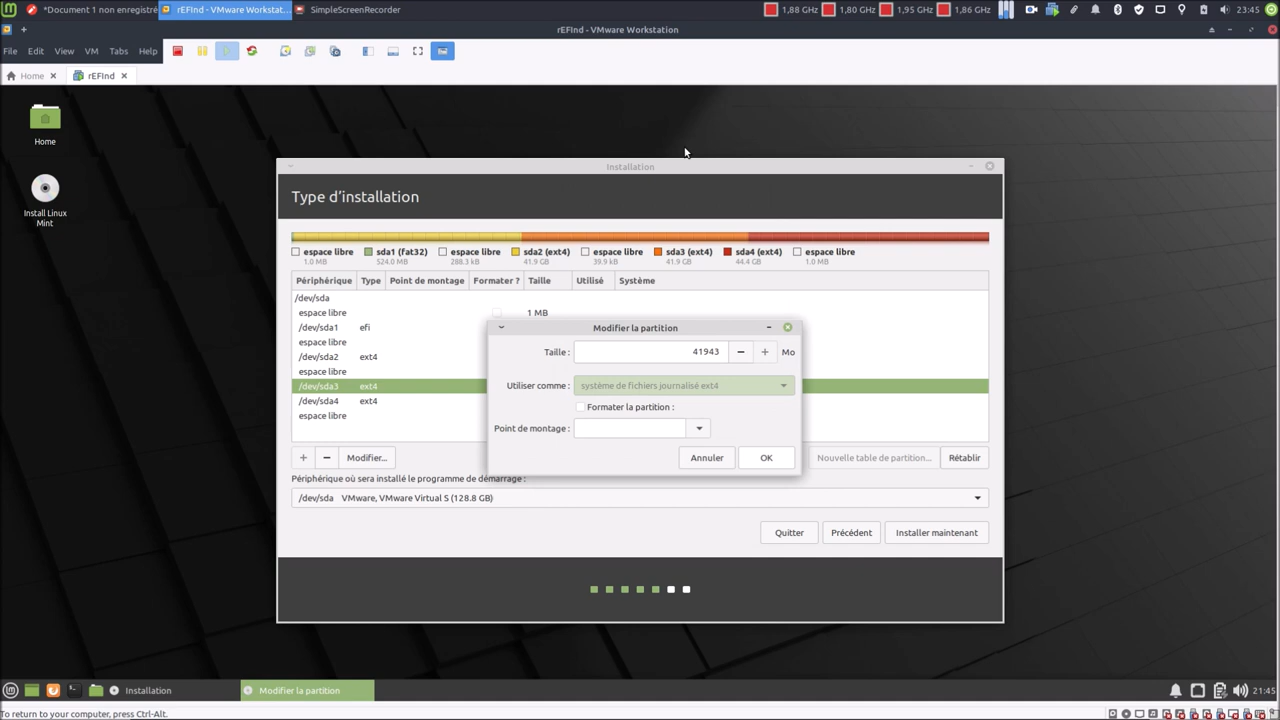 *Document 1 non enregistré
rEFInd - VMware Workstat...
SimpleScreenRecorder
1,88 GHz
1,80 GHz
1,95 GHz
1,86 GHz
23:45
rEFInd - VMware Workstation
File Edit View VM Tabs Help
Home
rEFInd
Home
Install Linux
Mint
Installation
Type d'installation
espace libre sda1 (fat32) espace libre sda2 (ext4) espace libre sda3 (ext4) sda4 (ext4) espace libre
1.0 MB 524.0 MB 288.3 kB 41.9 GB 39.9 kB 41.9 GB 44.4 GB 1.0 MB
Périphérique Type Point de montage Formater ? Taille Utilisé Système
/dev/sda
espace libre 1 MB
/dev/sda1 efi
espace libre
/dev/sda2 ext4
espace libre
/dev/sda3 ext4
/dev/sda4 ext4
espace libre
Modifier la partition
Taille : 41943 Mo
Utiliser comme : système de fichiers journalisé ext4
Formater la partition :
Point de montage :
Annuler OK
+ − Modifier... Nouvelle table de partition... Rétablir
Périphérique où sera installé le programme de démarrage :
/dev/sda VMware, VMware Virtual S (128.8 GB)
Quitter Précédent Installer maintenant
Installation
Modifier la partition
21:45
To return to your computer, press Ctrl-Alt.